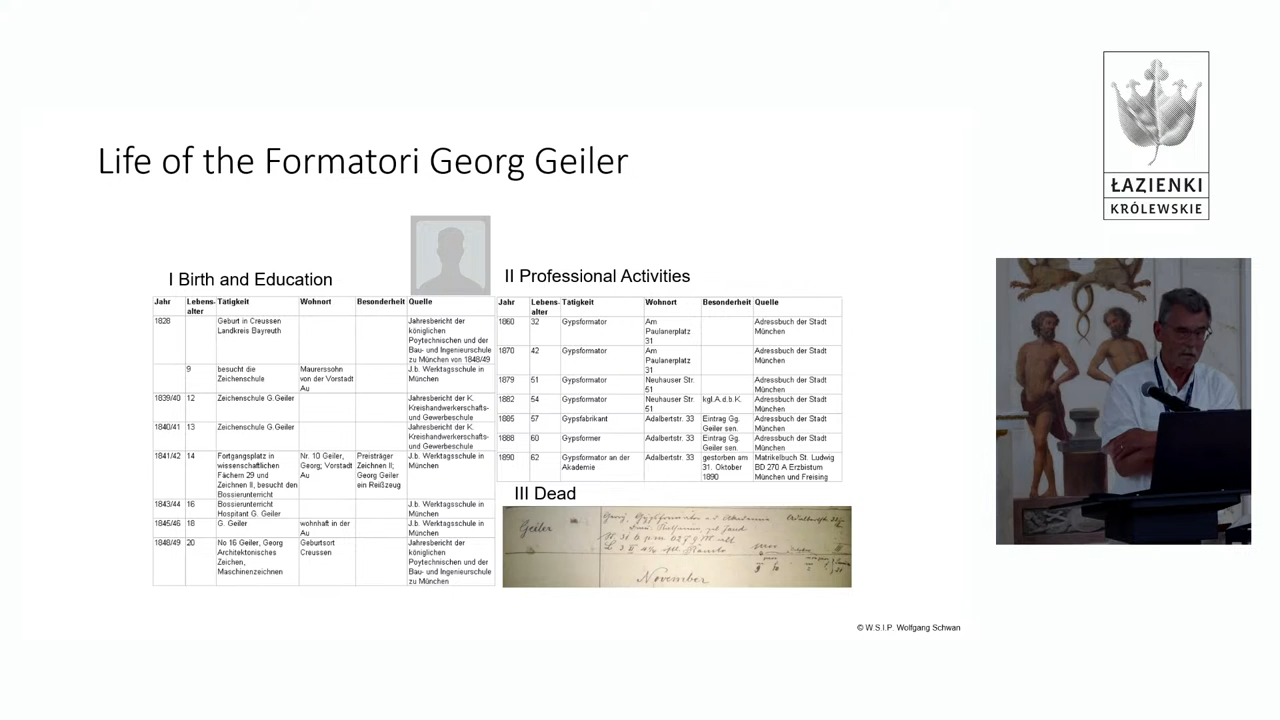 Life of the Formatori Georg Geiler
ŁAZIENKI
KRÓLEWSKIE
I Birth and Education
Jahr Lebens- Tätigkeit Wohnort Besonderheit Quelle
alter
1828 Geburt in Creussen Jahresbericht der
Landkreis Bayreuth königlichen
Poytechnischen und der
Bau- und Ingenieurschule
zu München von 1848/49
9 besucht die Maurerssohn J.b. Werktagsschule in
Zeichenschule von der Vorstadt München
Au
1839/40 12 Zeichenschule G.Geiler Jahresbericht der K.
Kreishandwerkerschafts-
und Gewerbeschule
1840/41 13 Zeichenschule G.Geiler Jahresbericht der K.
Kreishandwerkerschafts-
und Gewerbeschule
1841/42 14 Fortgangsplatz in Nr. 10 Geiler, Preisträger J.b. Werktagsschule in
wissenschaftlichen Georg; Vorstadt Zeichnen II; München
Fächern 29 und Au Georg Geiler
Zeichnen II, besucht den ein Reißzeug
Bossierunterricht
1843/44 16 Bossierunterricht J.b. Werktagsschule in
Hospitant G. Geiler München
1845/46 18 G. Geiler wohnhaft in der J.b. Werktagsschule in
Au München
1848/49 20 No 16 Geiler, Georg Geburtsort Jahresbericht der
Architektonisches Creussen königlichen
Zeichen, Poytechnischen und der
Maschinenzeichnen Bau- und Ingenieurschule
zu München
II Professional Activities
Jahr Lebens- Tätigkeit Wohnort Besonderheit Quelle
alter
1860 32 Gypsformator Am Adressbuch der Stadt
Paulanerplatz München
31
1870 42 Gypsformator Am Adressbuch der Stadt
Paulanerplatz München
31
1879 51 Gypsformator Neuhauser Str. Adressbuch der Stadt
51 München
1882 54 Gypsformator Neuhauser Str. kgl.A.d.b.K. Adressbuch der Stadt
51 München
1885 57 Gypsfabrikant Adalbertstr. 33 Eintrag Gg. Adressbuch der Stadt
Geiler sen. München
1888 60 Gypsformer Adalbertstr. 33 Eintrag Gg. Adressbuch der Stadt
Geiler sen. München
1890 62 Gypsformator an der Adalbertstr. 33 gestorben am Matrikelbuch St. Ludwig
Akademie 31. Oktober BD 270 A Erzbistum
1890 München und Freising
III Dead
Geiler Georg
November
© W.S.I.P. Wolfgang Schwan